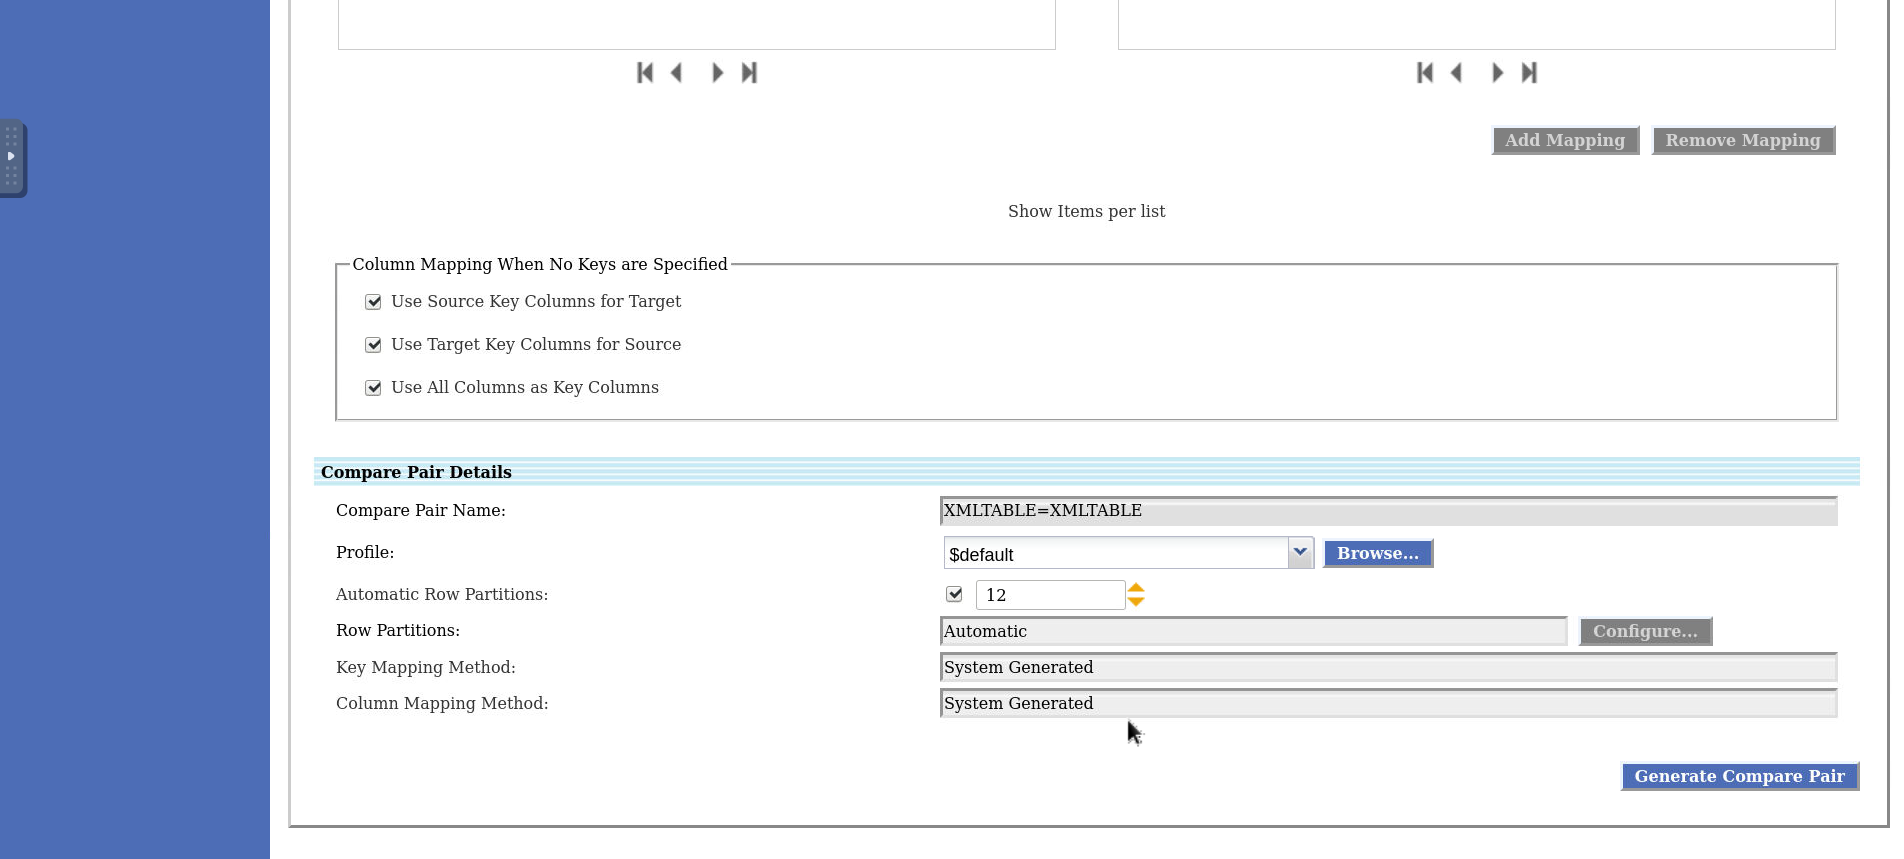 Add Mapping Remove Mapping
Show Items per list
Column Mapping When No Keys are Specified
Use Source Key Columns for Target
Use Target Key Columns for Source
Use All Columns as Key Columns
Compare Pair Details
Compare Pair Name: XMLTABLE=XMLTABLE
Profile: $default Browse...
Automatic Row Partitions: 12
Row Partitions: Automatic Configure...
Key Mapping Method: System Generated
Column Mapping Method: System Generated
Generate Compare Pair